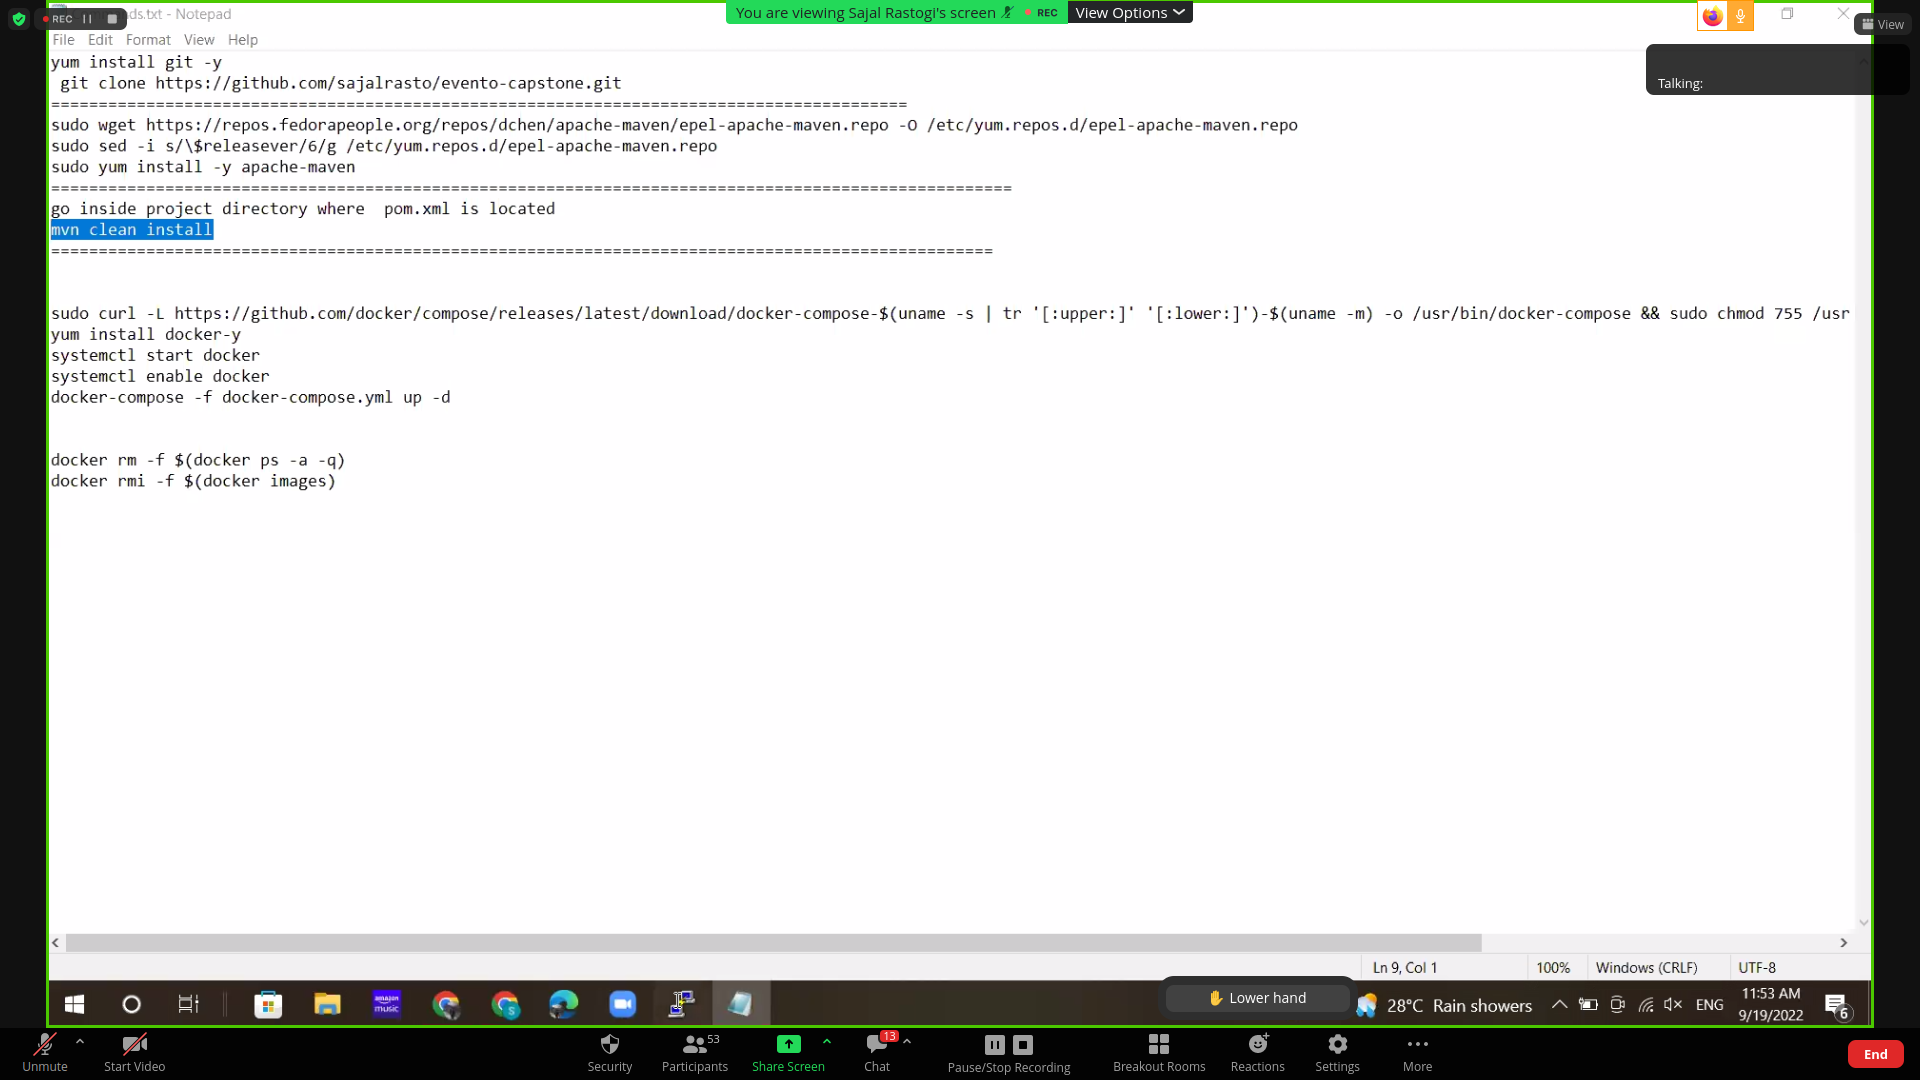 REC
ds.txt - Notepad
You are viewing Sajal Rastogi's screen
REC
View Options
View
File Edit Format View Help
Talking:
yum install git -y
git clone https://github.com/sajalrasto/evento-capstone.git
==========================================================================================
sudo wget https://repos.fedorapeople.org/repos/dchen/apache-maven/epel-apache-maven.repo -O /etc/yum.repos.d/epel-apache-maven.repo
sudo sed -i s/\$releasever/6/g /etc/yum.repos.d/epel-apache-maven.repo
sudo yum install -y apache-maven
=====================================================================================================
go inside project directory where  pom.xml is located
mvn clean install
===================================================================================================
sudo curl -L https://github.com/docker/compose/releases/latest/download/docker-compose-$(uname -s | tr '[:upper:]' '[:lower:]')-$(uname -m) -o /usr/bin/docker-compose && sudo chmod 755 /usr
yum install docker-y
systemctl start docker
systemctl enable docker
docker-compose -f docker-compose.yml up -d
docker rm -f $(docker ps -a -q)
docker rmi -f $(docker images)
Ln 9, Col 1
100%
Windows (CRLF)
UTF-8
amazon music
S
Lower hand
28°C Rain showers
ENG
11:53 AM
9/19/2022
6
Unmute
Start Video
Security
53
Participants
Share Screen
13
Chat
Pause/Stop Recording
Breakout Rooms
Reactions
Settings
More
End